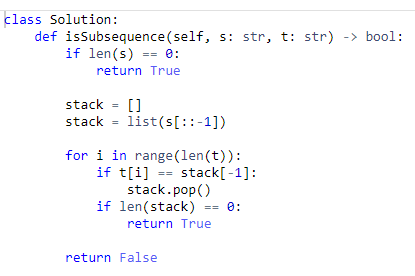 class Solution:
    def isSubsequence(self, s: str, t: str) -> bool:
        if len(s) == 0:
            return True
        stack = []
        stack = list(s[::-1])
        for i in range(len(t)):
            if t[i] == stack[-1]:
                stack.pop()
            if len(stack) == 0:
                return True
        return False